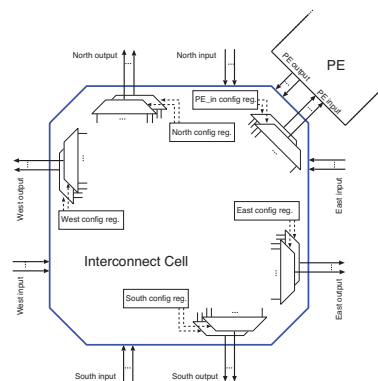 North output
North input
PE output
PE
PE input
PE_in config reg.
North config reg.
West output
West config reg.
East input
East config reg.
Interconnect Cell
West input
South config reg.
East output
South input
South output